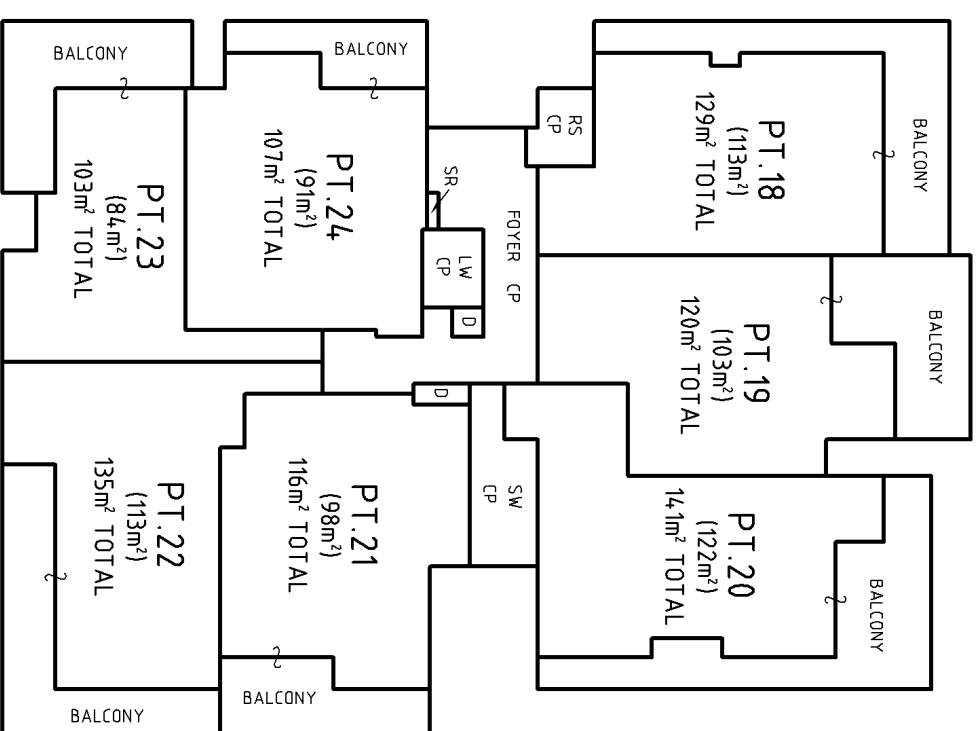 BALCONY
BALCONY
PT.24
(91m²)
107m² TOTAL
PT.23
(84m²)
103m² TOTAL
SR
LW
CP
D
FOYER CP
RS
CP
PT.18
(113m²)
129m² TOTAL
BALCONY
PT.19
(103m²)
120m² TOTAL
BALCONY
D
SW
CP
PT.20
(122m²)
141m² TOTAL
BALCONY
PT.21
(98m²)
116m² TOTAL
BALCONY
PT.22
(113m²)
135m² TOTAL
BALCONY